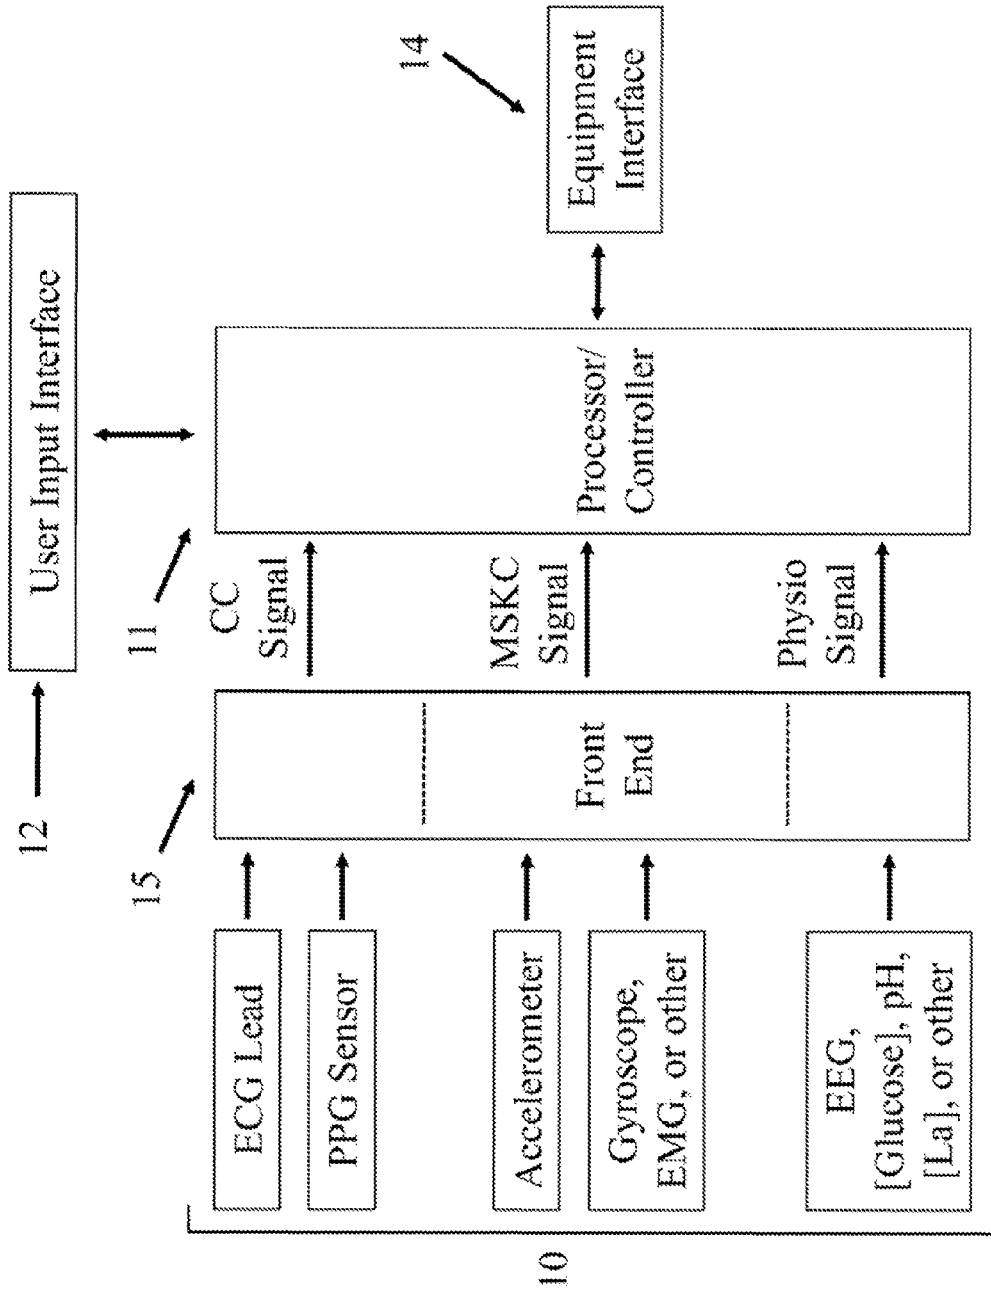 12
User Input Interface
15
11
14
ECG Lead
PPG Sensor
Accelerometer
Gyroscope,
EMG, or other
EEG,
[Glucose], pH,
[La], or other
10
Front
End
CC
Signal
MSKC
Signal
Physio
Signal
Processor/
Controller
Equipment
Interface